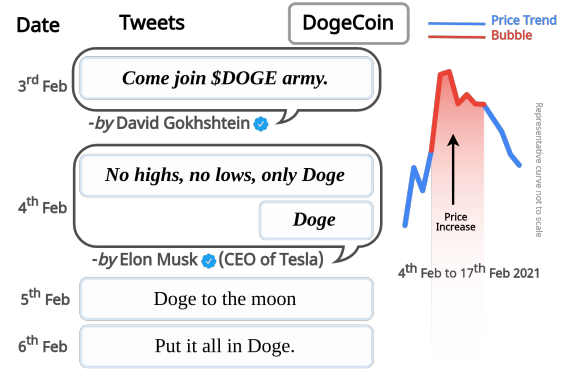 Date Tweets DogeCoin
Price Trend
Bubble
3rd Feb
Come join $DOGE army.
-by David Gokhshtein
4th Feb
No highs, no lows, only Doge
Doge
-by Elon Musk (CEO of Tesla)
5th Feb
Doge to the moon
6th Feb
Put it all in Doge.
Price
Increase
4th Feb to 17th Feb 2021
Representative curve not to scale